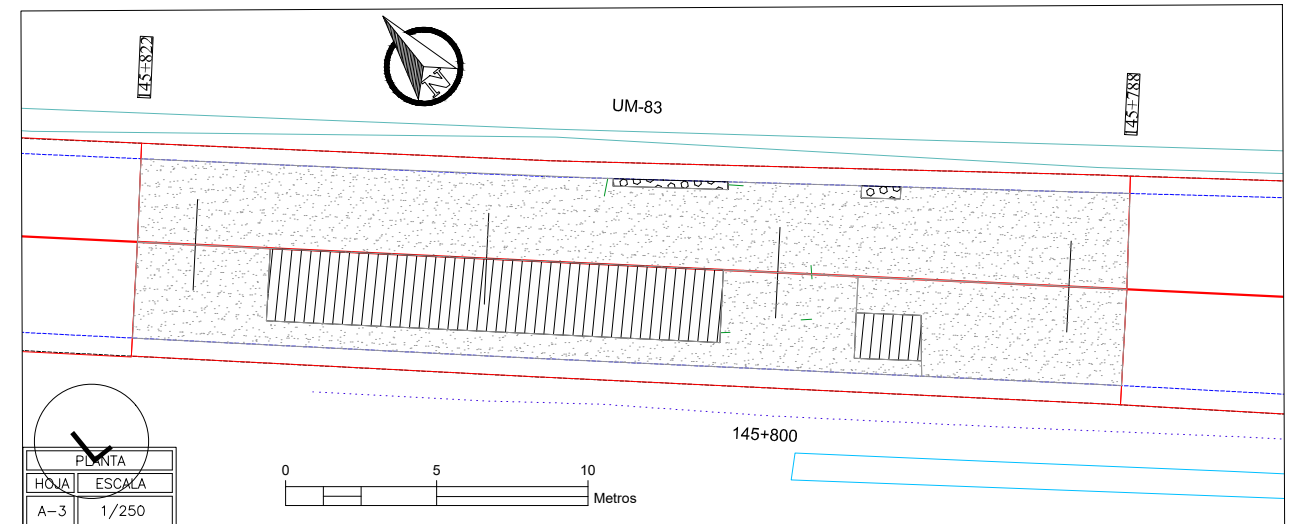 145+822
N
UM-83
145+788
145+800
PLANTA
HOJA ESCALA
A-3 1/250
0 5 10
Metros